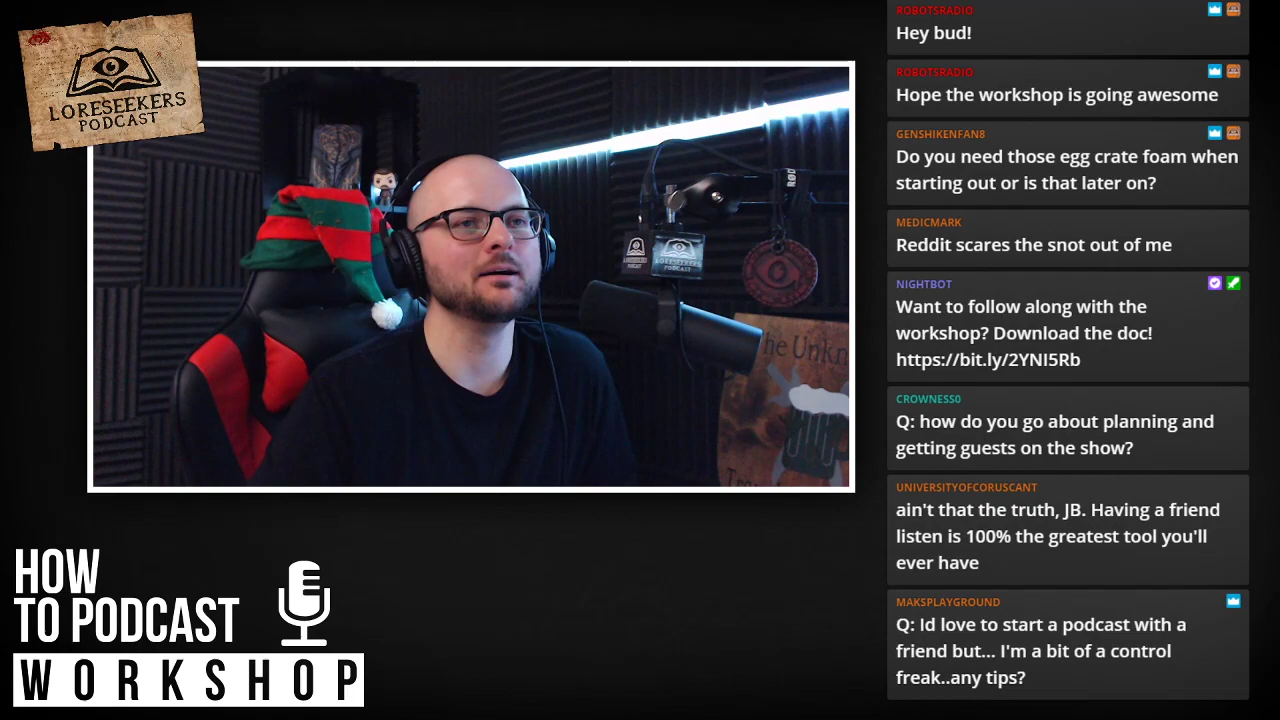 LORESEEKERS
PODCAST
RØD
LORESEEKERS
PODCAST
he Unkn
HOW
TO PODCAST
WORKSHOP
ROBOTSRADIO
Hey bud!
ROBOTSRADIO
Hope the workshop is going awesome
GENSHIKENFAN8
Do you need those egg crate foam when
starting out or is that later on?
MEDICMARK
Reddit scares the snot out of me
NIGHTBOT
Want to follow along with the
workshop? Download the doc!
https://bit.ly/2YNI5Rb
CROWNESS0
Q: how do you go about planning and
getting guests on the show?
UNIVERSITYOFCORUSCANT
ain't that the truth, JB. Having a friend
listen is 100% the greatest tool you'll
ever have
MAKSPLAYGROUND
Q: Id love to start a podcast with a
friend but... I'm a bit of a control
freak..any tips?